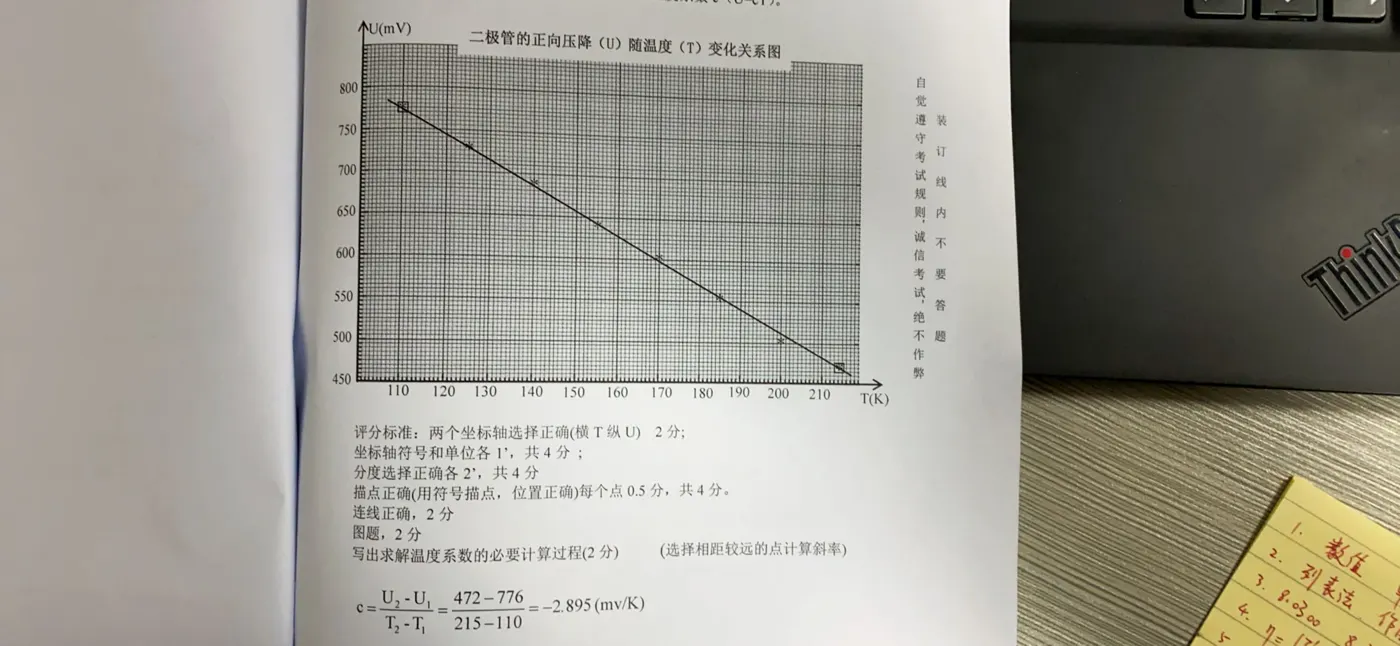 U(mV)
二极管的正向压降（U）随温度（T）变化关系图
800
750
700
650
600
550
500
450
110 120 130 140 150 160 170 180 190 200 210
T(K)
自觉遵守考试规则，诚信考试，绝不作弊
装订线内不要答题
评分标准：两个坐标轴选择正确(横 T 纵 U) 2 分;
坐标轴符号和单位各 1’，共 4 分 ；
分度选择正确各 2’，共 4 分
描点正确(用符号描点，位置正确)每个点 0.5 分，共 4 分。
连线正确，2 分
图题，2 分
写出求解温度系数的必要计算过程(2 分) (选择相距较远的点计算斜率)
c = (U₂ - U₁)/(T₂ - T₁) = (472 − 776)/(215 − 110) = −2.895 (mv/K)
1. 数值
2. 列表法 作
3. 8.0300 8
4. η=
5